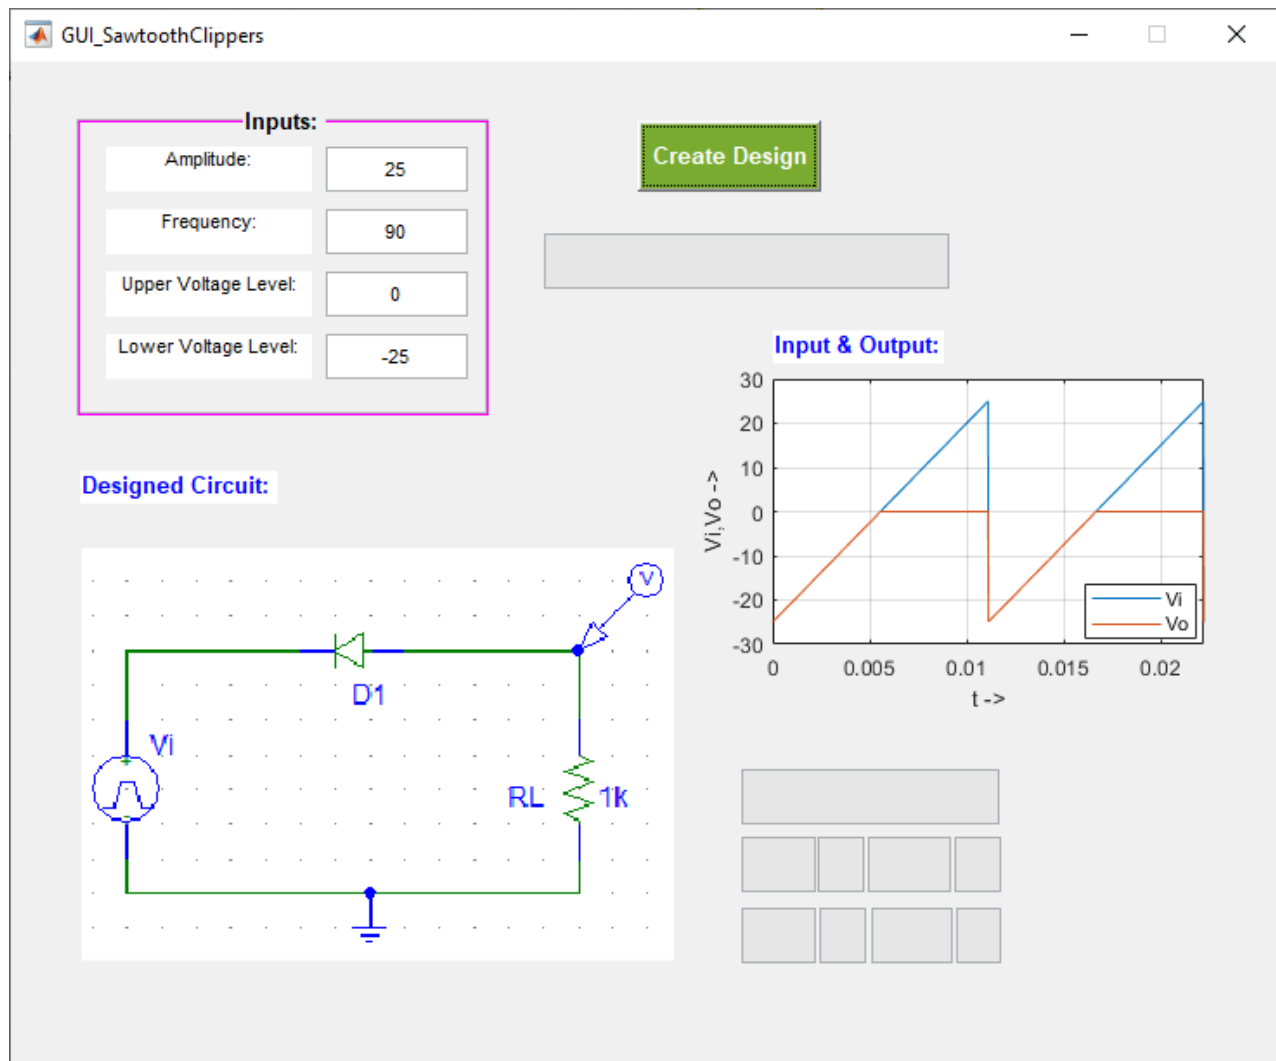 GUI_SawtoothClippers
Inputs:
Amplitude: 25
Frequency: 90
Upper Voltage Level: 0
Lower Voltage Level: -25
Create Design
Input & Output:
30
20
10
0
-10
-20
-30
Vi,Vo ->
Vi
Vo
0 0.005 0.01 0.015 0.02
t ->
Designed Circuit:
V
D1
Vi
RL 1k